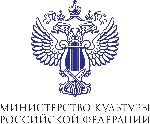 МИНИСТЕРСТВО КУЛЬТУРЫ
РОССИЙСКОЙ ФЕДЕРАЦИИ